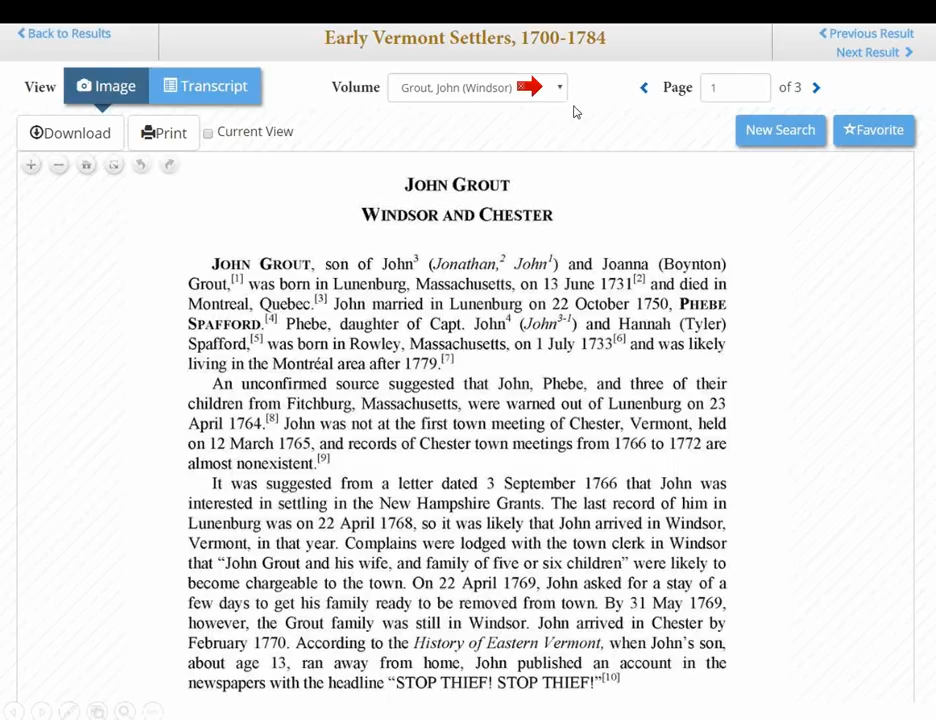 Back to Results
Early Vermont Settlers, 1700-1784
Previous Result
Next Result
View
Image
Transcript
Volume
Grout, John (Windsor)
Page
1
of 3
Download
Print
Current View
New Search
Favorite
JOHN GROUT
WINDSOR AND CHESTER
JOHN GROUT, son of John³ (Jonathan,² John¹) and Joanna (Boynton)
Grout,[1] was born in Lunenburg, Massachusetts, on 13 June 1731[2] and died in
Montreal, Quebec.[3] John married in Lunenburg on 22 October 1750, PHEBE
SPAFFORD.[4] Phebe, daughter of Capt. John⁴ (John³⁻¹) and Hannah (Tyler)
Spafford,[5] was born in Rowley, Massachusetts, on 1 July 1733[6] and was likely
living in the Montréal area after 1779.[7]
An unconfirmed source suggested that John, Phebe, and three of their
children from Fitchburg, Massachusetts, were warned out of Lunenburg on 23
April 1764.[8] John was not at the first town meeting of Chester, Vermont, held
on 12 March 1765, and records of Chester town meetings from 1766 to 1772 are
almost nonexistent.[9]
It was suggested from a letter dated 3 September 1766 that John was
interested in settling in the New Hampshire Grants. The last record of him in
Lunenburg was on 22 April 1768, so it was likely that John arrived in Windsor,
Vermont, in that year. Complains were lodged with the town clerk in Windsor
that “John Grout and his wife, and family of five or six children” were likely to
become chargeable to the town. On 22 April 1769, John asked for a stay of a
few days to get his family ready to be removed from town. By 31 May 1769,
however, the Grout family was still in Windsor. John arrived in Chester by
February 1770. According to the History of Eastern Vermont, when John’s son,
about age 13, ran away from home, John published an account in the
newspapers with the headline “STOP THIEF! STOP THIEF!”[10]